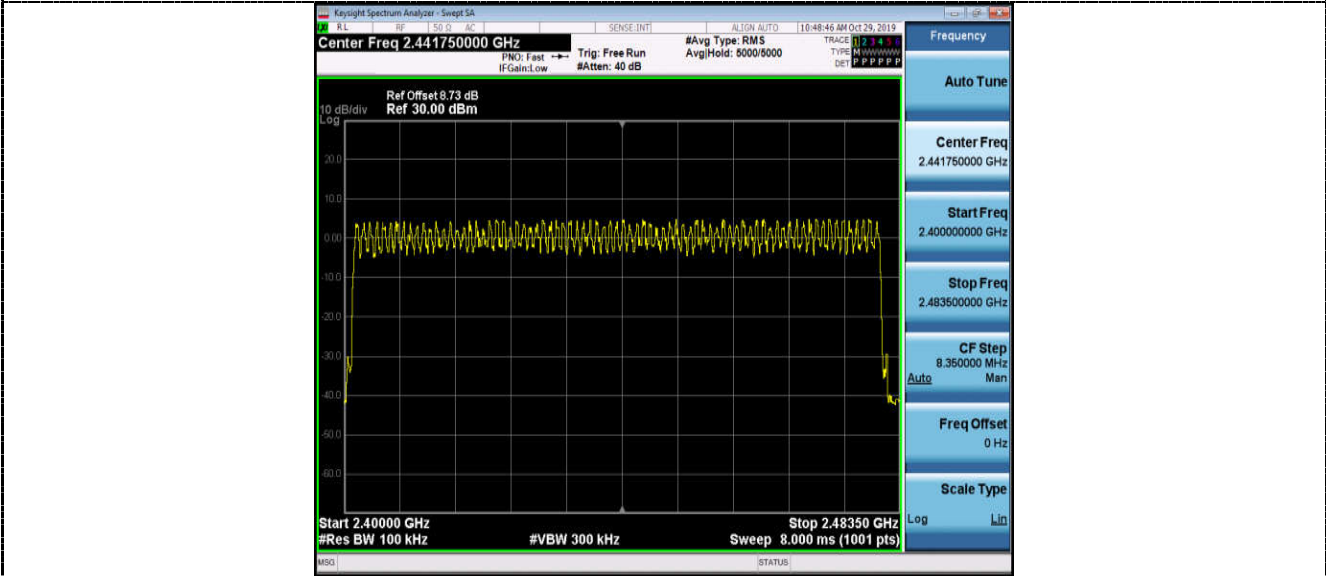 Keysight Spectrum Analyzer - Swept SA
RL RF 50 Ω AC SENSE:INT ALIGN AUTO 10:48:46 AM Oct 29, 2019
Center Freq 2.441750000 GHz
PNO: Fast
IFGain:Low
Trig: Free Run
#Atten: 40 dB
#Avg Type: RMS
Avg|Hold: 5000/5000
TRACE 1 2 3 4 5 6
TYPE M WWWWW
DET P P P P P P
Ref Offset 8.73 dB
10 dB/div Ref 30.00 dBm
Log
20.0
10.0
0.00
-10.0
-20.0
-30.0
-40.0
-50.0
-60.0
Start 2.40000 GHz Stop 2.48350 GHz
#Res BW 100 kHz #VBW 300 kHz Sweep 8.000 ms (1001 pts)
MSG STATUS
Frequency
Auto Tune
Center Freq
2.441750000 GHz
Start Freq
2.400000000 GHz
Stop Freq
2.483500000 GHz
CF Step
8.350000 MHz
Auto Man
Freq Offset
0 Hz
Scale Type
Log Lin